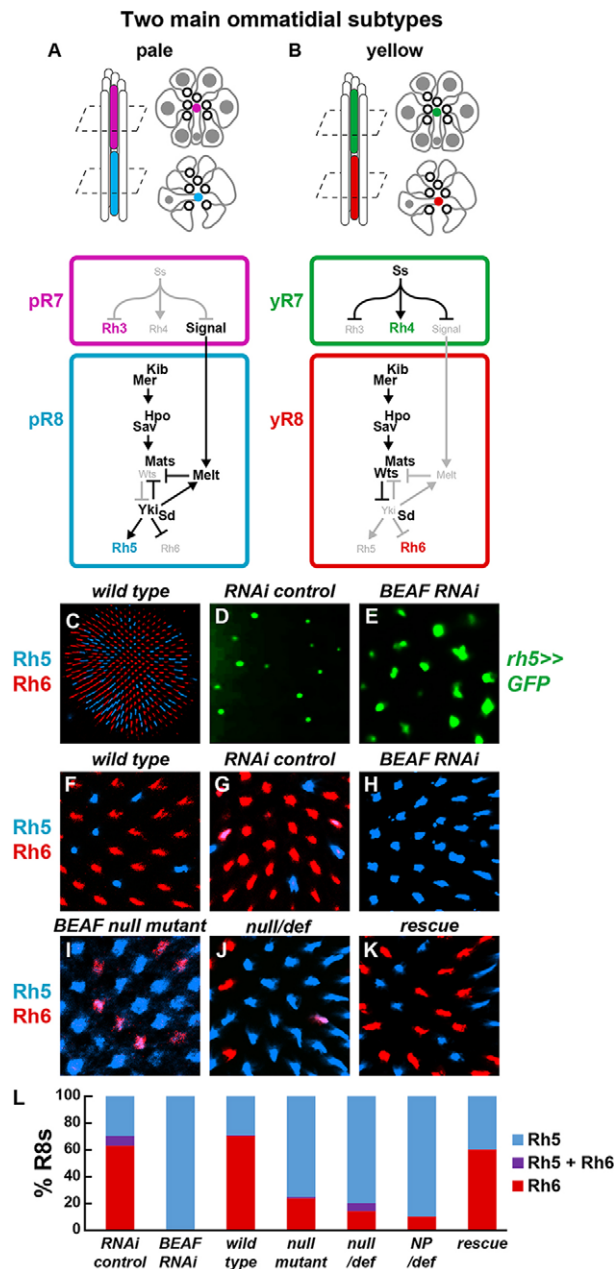 Two main ommatidial subtypes
A pale B yellow
pR7
Ss
Rh3 Rh4 Signal
yR7
Ss
Rh3 Rh4 Signal
pR8
Kib
Mer
Hpo
Sav
Mats
Wts Melt
Yki Sd
Rh5 Rh6
yR8
Kib
Mer
Hpo
Sav
Mats
Wts Melt
Yki Sd
Rh5 Rh6
wild type RNAi control BEAF RNAi
C D E
Rh5
Rh6
rh5>>
GFP
wild type RNAi control BEAF RNAi
F G H
Rh5
Rh6
BEAF null mutant null/def rescue
I J K
Rh5
Rh6
L
% R8s
100
80
60
40
20
0
Rh5
Rh5 + Rh6
Rh6
RNAi control
BEAF RNAi
wild type
null mutant
null /def
NP /def
rescue